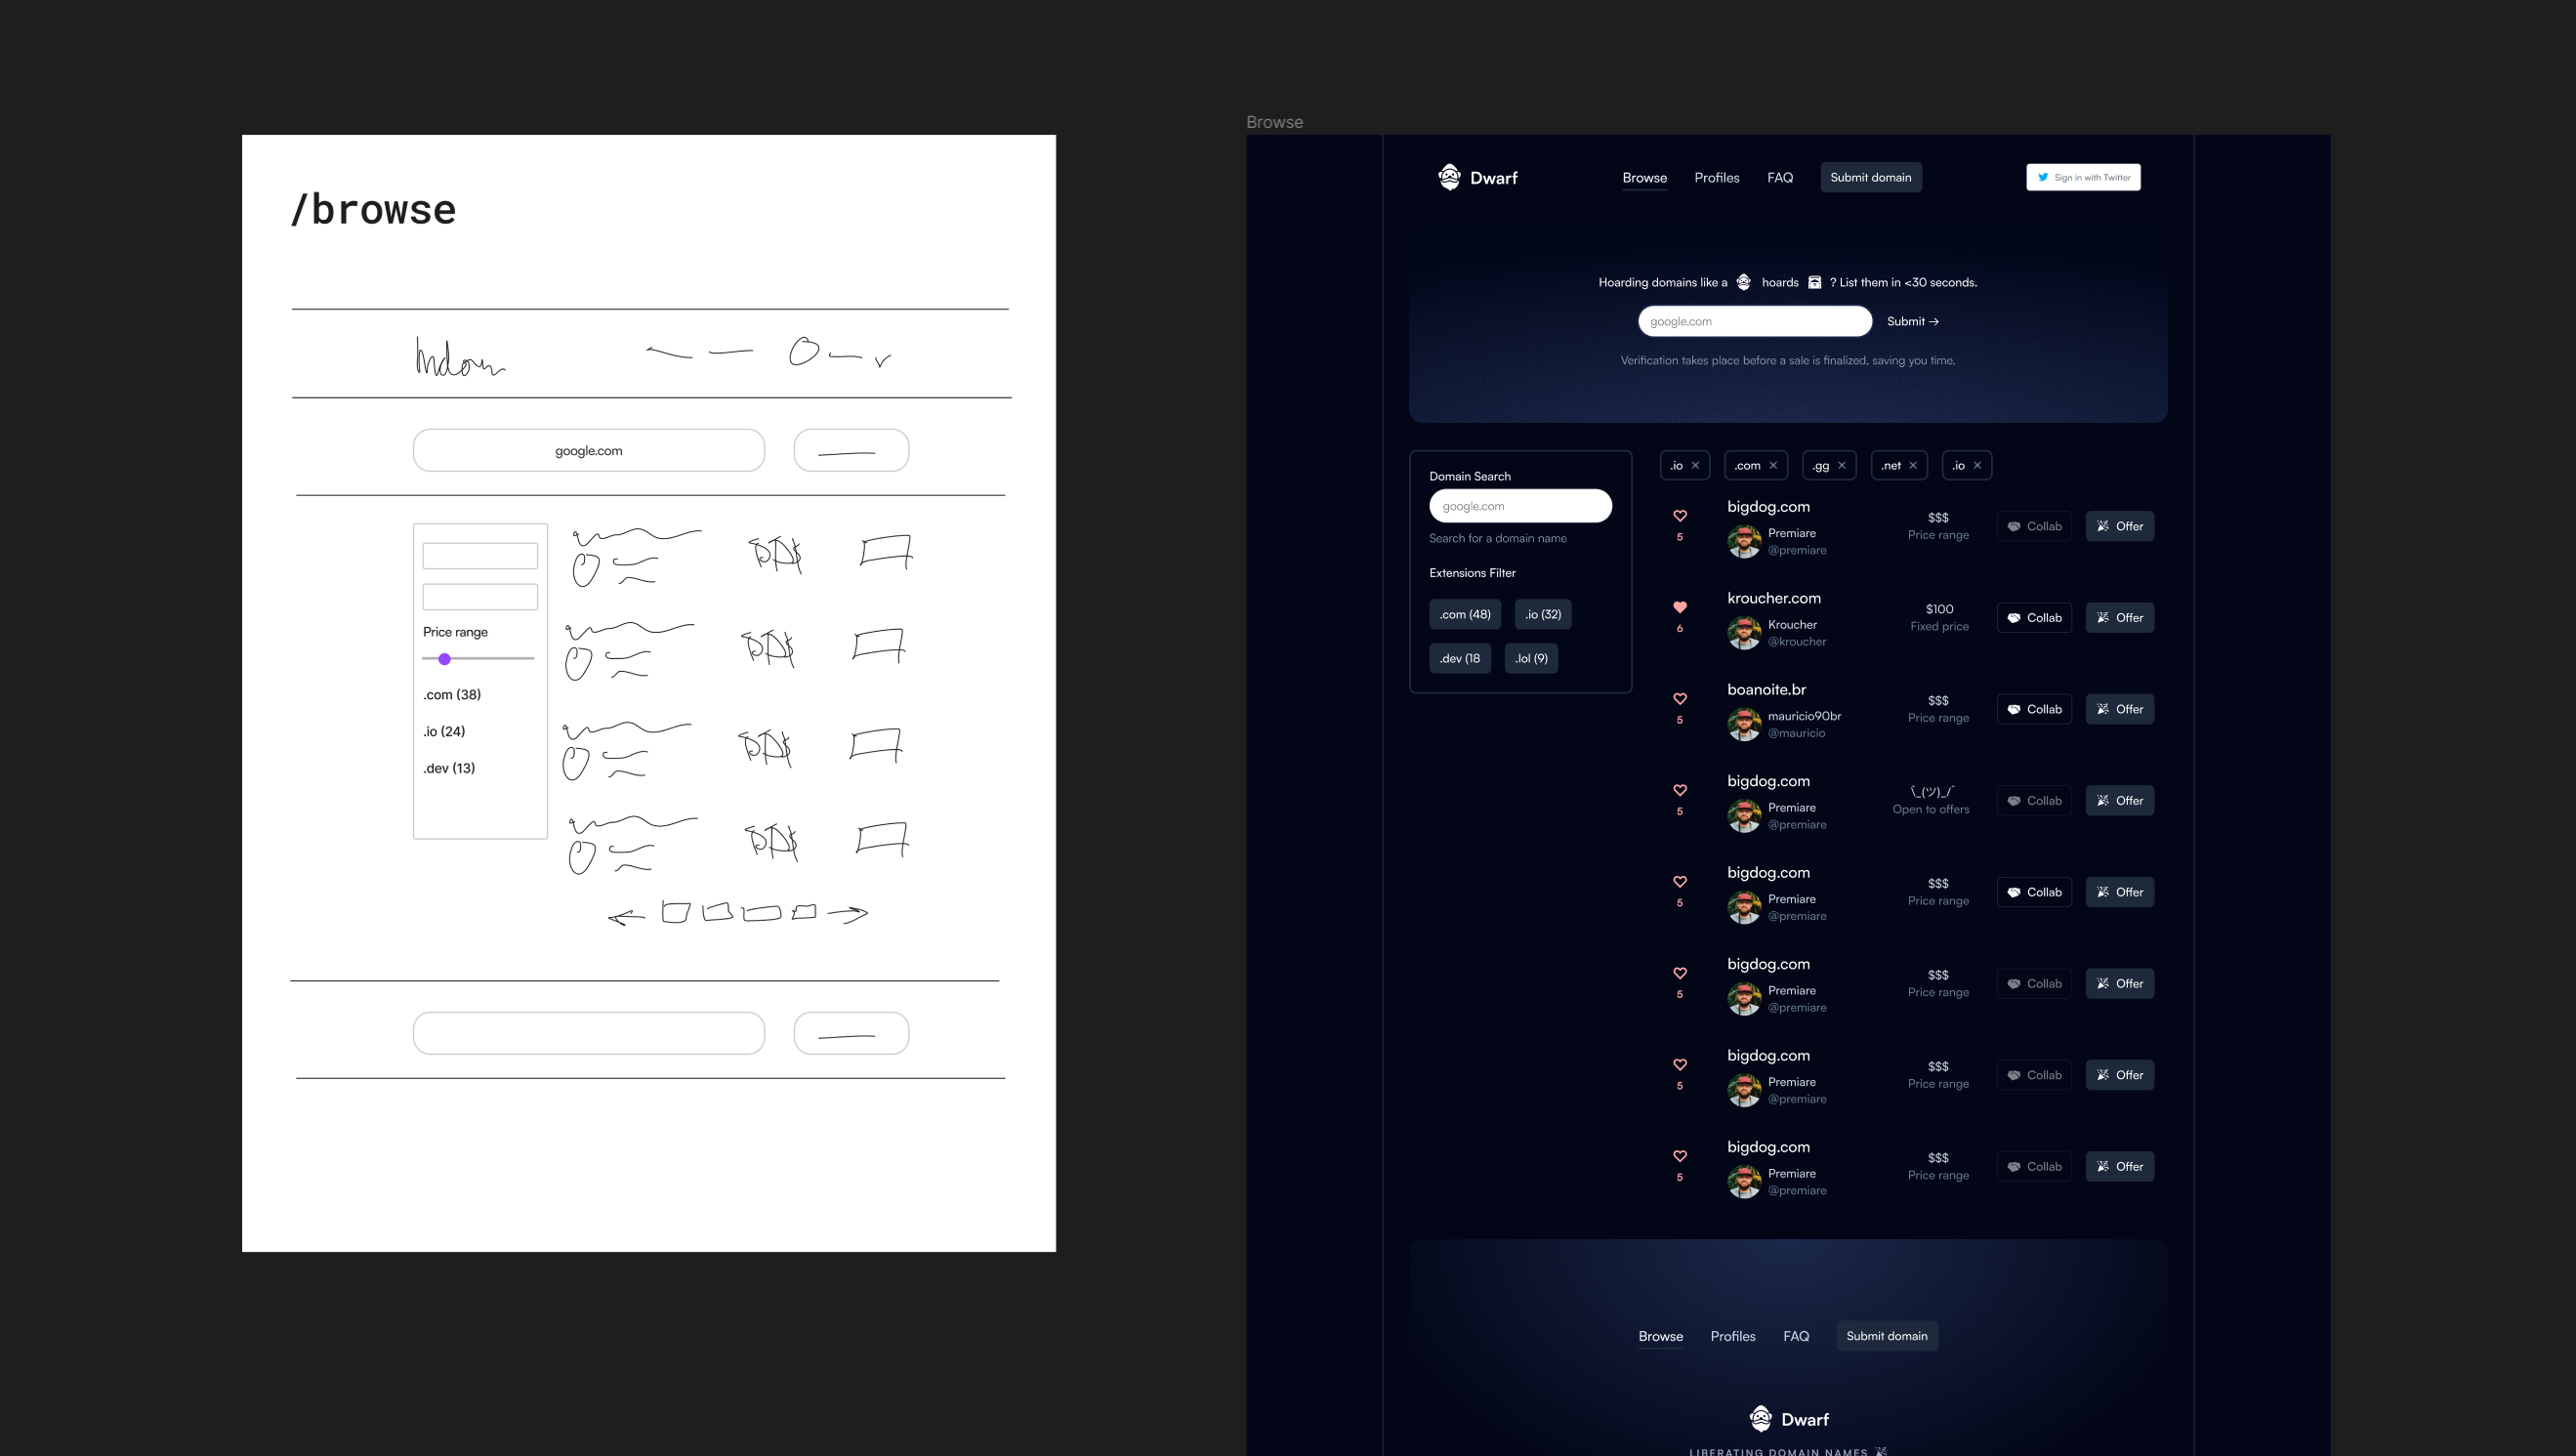 /browse
google.com
Price range
.com (38)
.io (24)
.dev (13)
Browse
Dwarf
Browse Profiles FAQ Submit domain
Sign in with Twitter
Hoarding domains like a hoards ? List them in <30 seconds.
google.com Submit →
Verification takes place before a sale is finalized, saving you time.
Domain Search
google.com
Search for a domain name
Extensions Filter
.com (48) .io (32)
.dev (18 .lol (9)
.io × .com × .gg × .net × .io ×
bigdog.com
5 Premiare @premiare $$$ Price range Collab Offer
kroucher.com
6 Kroucher @kroucher $100 Fixed price Collab Offer
boanoite.br
5 mauricio90br @mauricio $$$ Price range Collab Offer
bigdog.com
5 Premiare @premiare ¯\_(ツ)_/¯ Open to offers Collab Offer
bigdog.com
5 Premiare @premiare $$$ Price range Collab Offer
bigdog.com
5 Premiare @premiare $$$ Price range Collab Offer
bigdog.com
5 Premiare @premiare $$$ Price range Collab Offer
bigdog.com
5 Premiare @premiare $$$ Price range Collab Offer
Browse Profiles FAQ Submit domain
Dwarf
LIBERATING DOMAIN NAMES